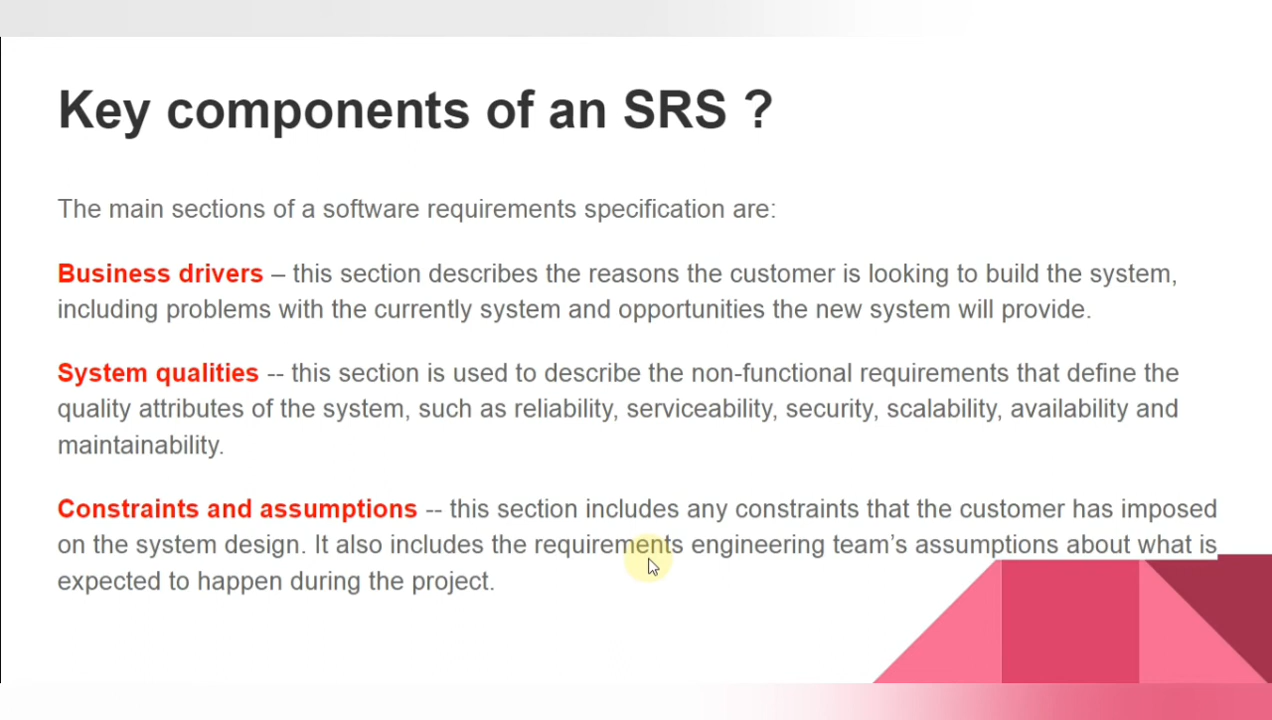 Key components of an SRS ?
The main sections of a software requirements specification are:
Business drivers – this section describes the reasons the customer is looking to build the system,
including problems with the currently system and opportunities the new system will provide.
System qualities -- this section is used to describe the non-functional requirements that define the
quality attributes of the system, such as reliability, serviceability, security, scalability, availability and
maintainability.
Constraints and assumptions -- this section includes any constraints that the customer has imposed
on the system design. It also includes the requirements engineering team’s assumptions about what is
expected to happen during the project.